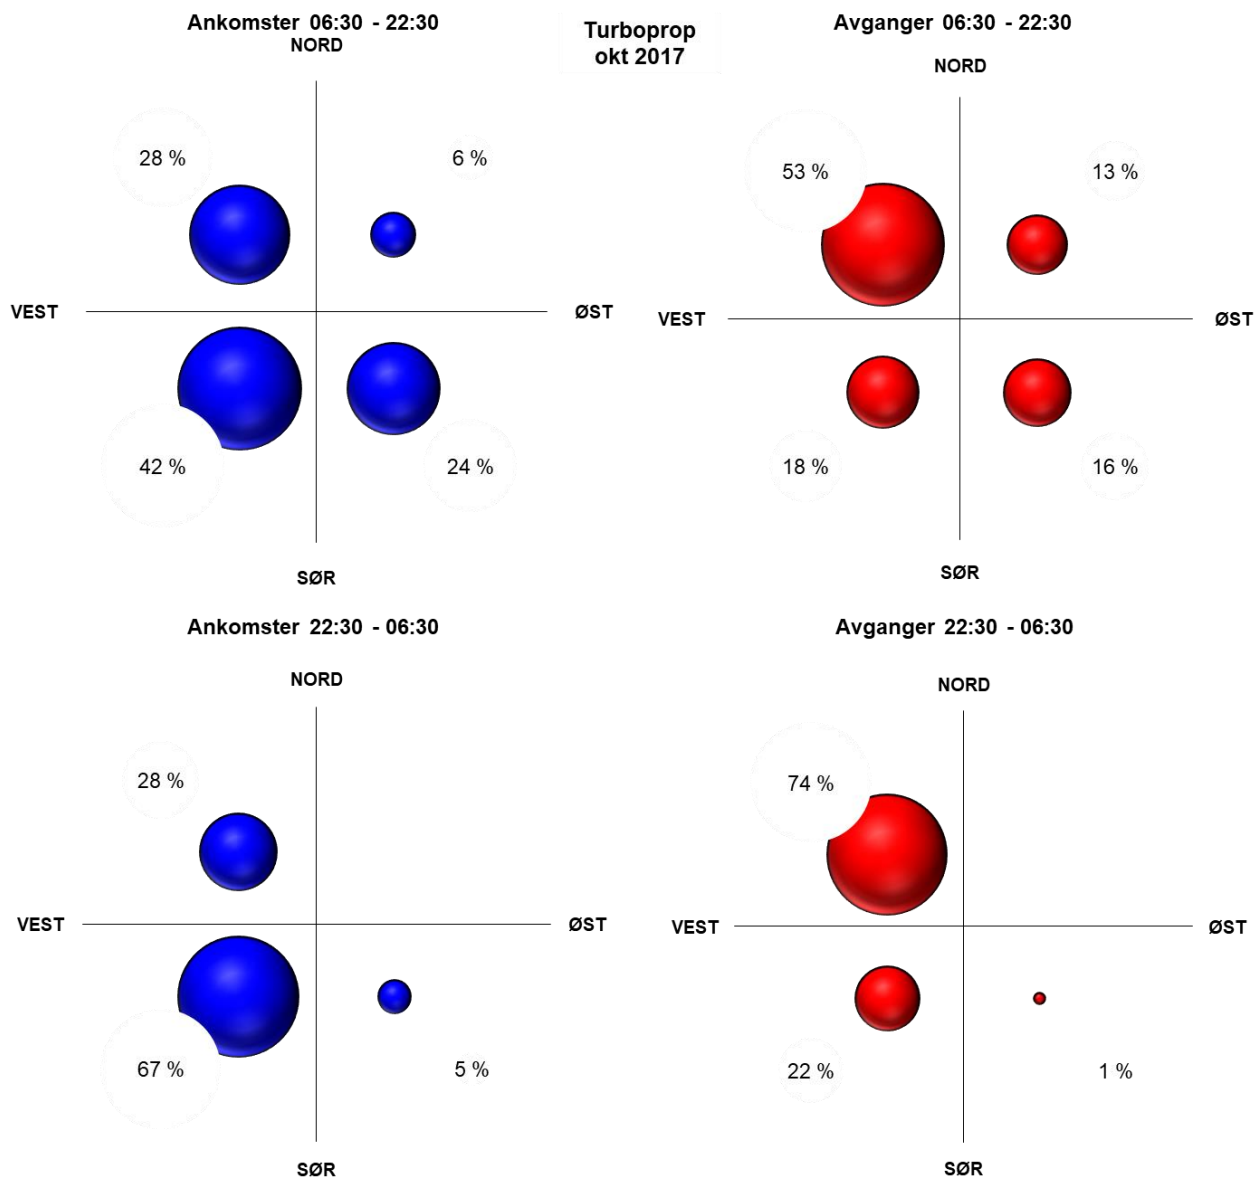 Ankomster 06:30 - 22:30
NORD
28 %
6 %
VEST
ØST
42 %
24 %
SØR
Turboprop
okt 2017
Avganger 06:30 - 22:30
NORD
53 %
13 %
VEST
ØST
18 %
16 %
SØR
Ankomster 22:30 - 06:30
NORD
28 %
VEST
ØST
67 %
5 %
SØR
Avganger 22:30 - 06:30
NORD
74 %
VEST
ØST
22 %
1 %
SØR